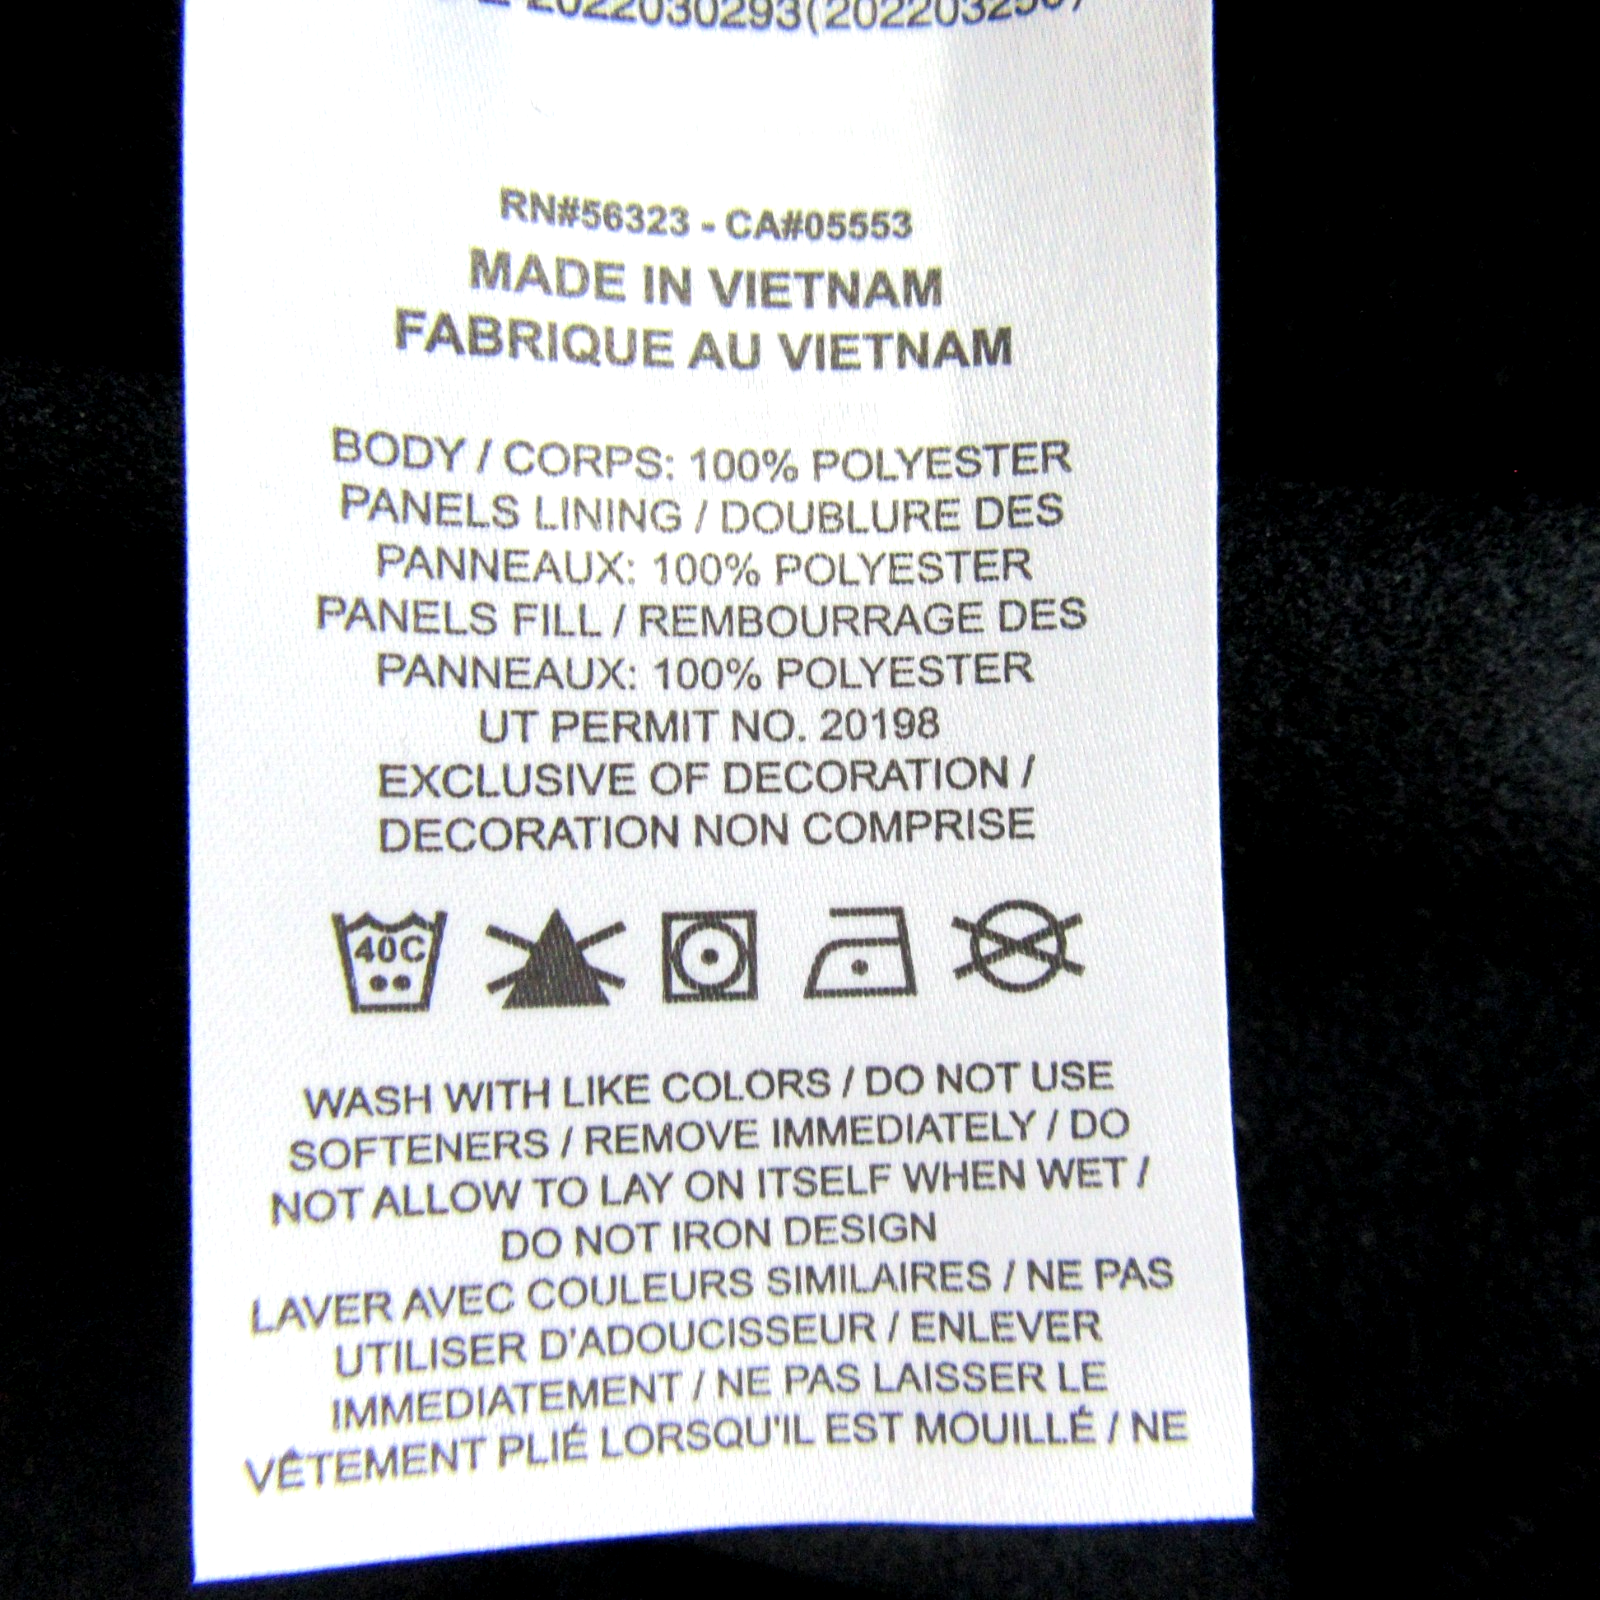 RN#56323 - CA#05553
MADE IN VIETNAM
FABRIQUE AU VIETNAM
BODY / CORPS: 100% POLYESTER
PANELS LINING / DOUBLURE DES
PANNEAUX: 100% POLYESTER
PANELS FILL / REMBOURRAGE DES
PANNEAUX: 100% POLYESTER
UT PERMIT NO. 20198
EXCLUSIVE OF DECORATION /
DECORATION NON COMPRISE
40C
WASH WITH LIKE COLORS / DO NOT USE
SOFTENERS / REMOVE IMMEDIATELY / DO
NOT ALLOW TO LAY ON ITSELF WHEN WET /
DO NOT IRON DESIGN
LAVER AVEC COULEURS SIMILAIRES / NE PAS
UTILISER D'ADOUCISSEUR / ENLEVER
IMMEDIATEMENT / NE PAS LAISSER LE
VÊTEMENT PLIÉ LORSQU'IL EST MOUILLÉ / NE